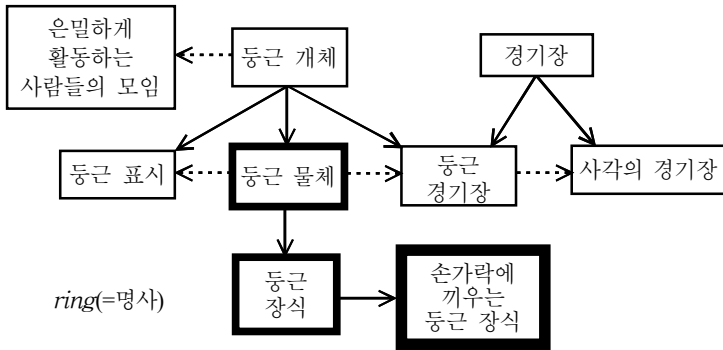 은밀하게
활동하는
사람들의 모임
둥근 개체
경기장
둥근 표시
둥근 물체
둥근
경기장
사각의 경기장
둥근
장식
손가락에
끼우는
둥근 장식
ring(=명사)